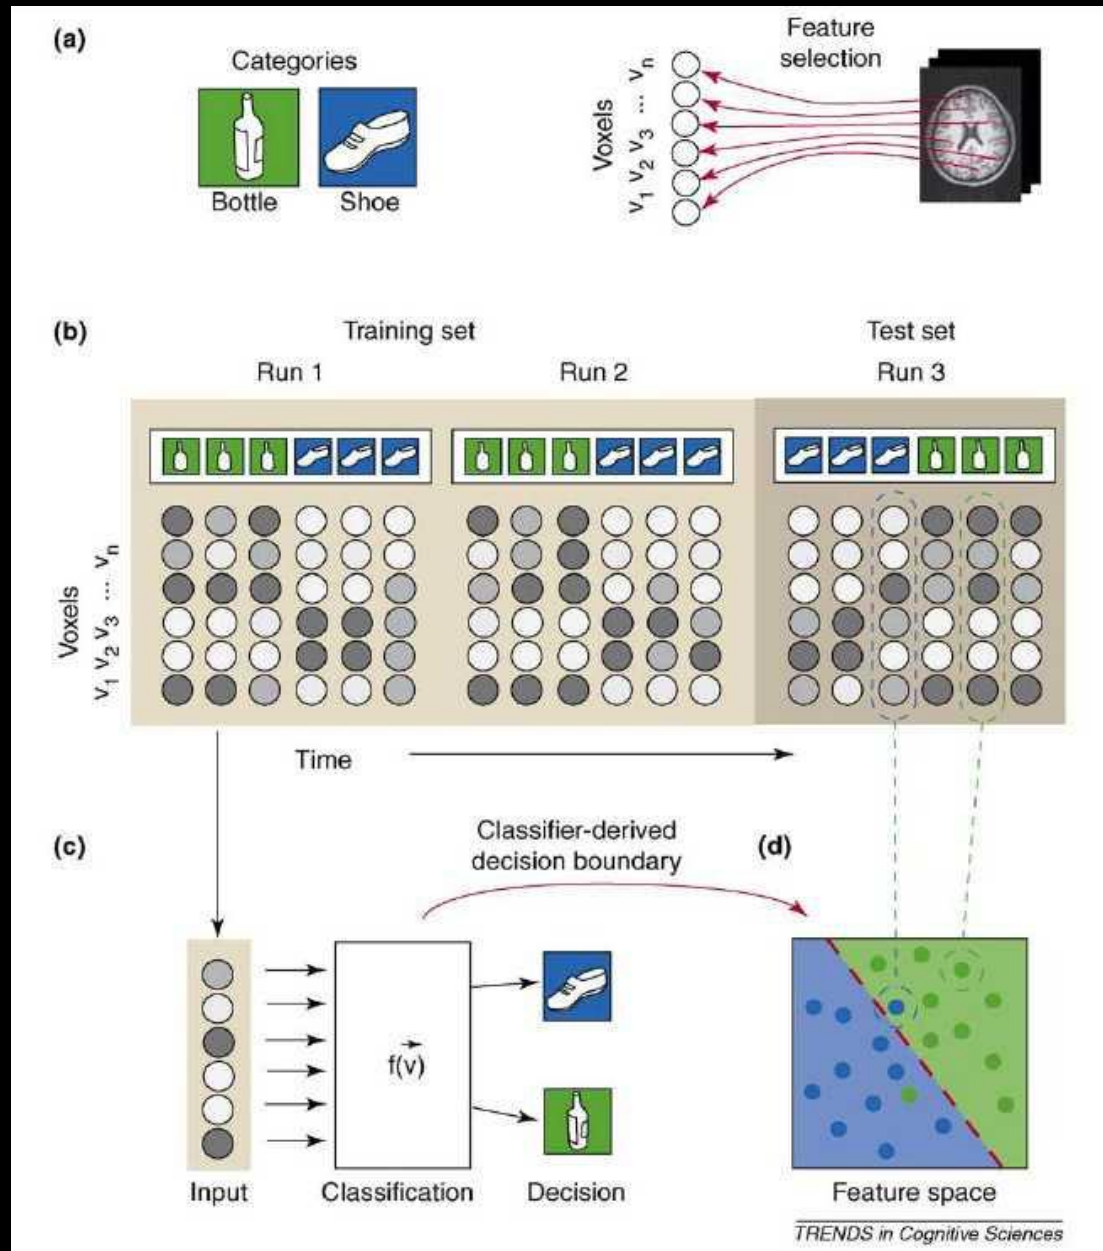 (a)
Categories
Bottle
Shoe
Feature
selection
Voxels
v1 v2 v3 ... vn
(b)
Training set
Test set
Run 1
Run 2
Run 3
Voxels
v1 v2 v3 .... vn
Time
(c)
Classifier-derived
decision boundary
(d)
f(v)
Input
Classification
Decision
Feature space
TRENDS in Cognitive Sciences